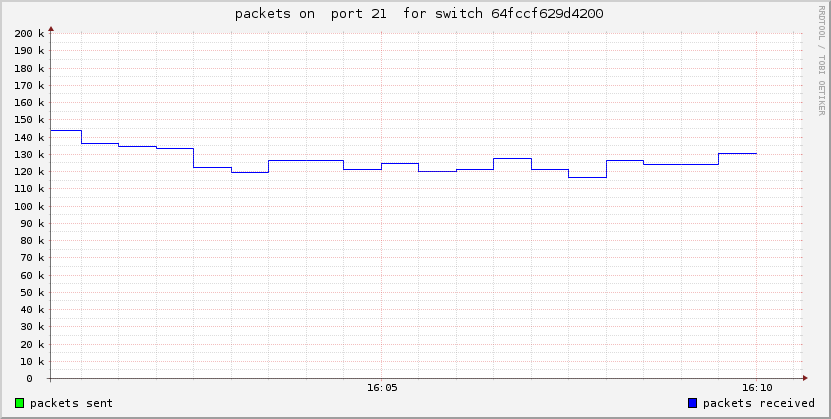 packets on  port 21  for switch 64fccf629d4200
RRDTOOL / TOBI OETIKER
200 k
190 k
180 k
170 k
160 k
150 k
140 k
130 k
120 k
110 k
100 k
90 k
80 k
70 k
60 k
50 k
40 k
30 k
20 k
10 k
0
16:05 16:10
packets sent packets received